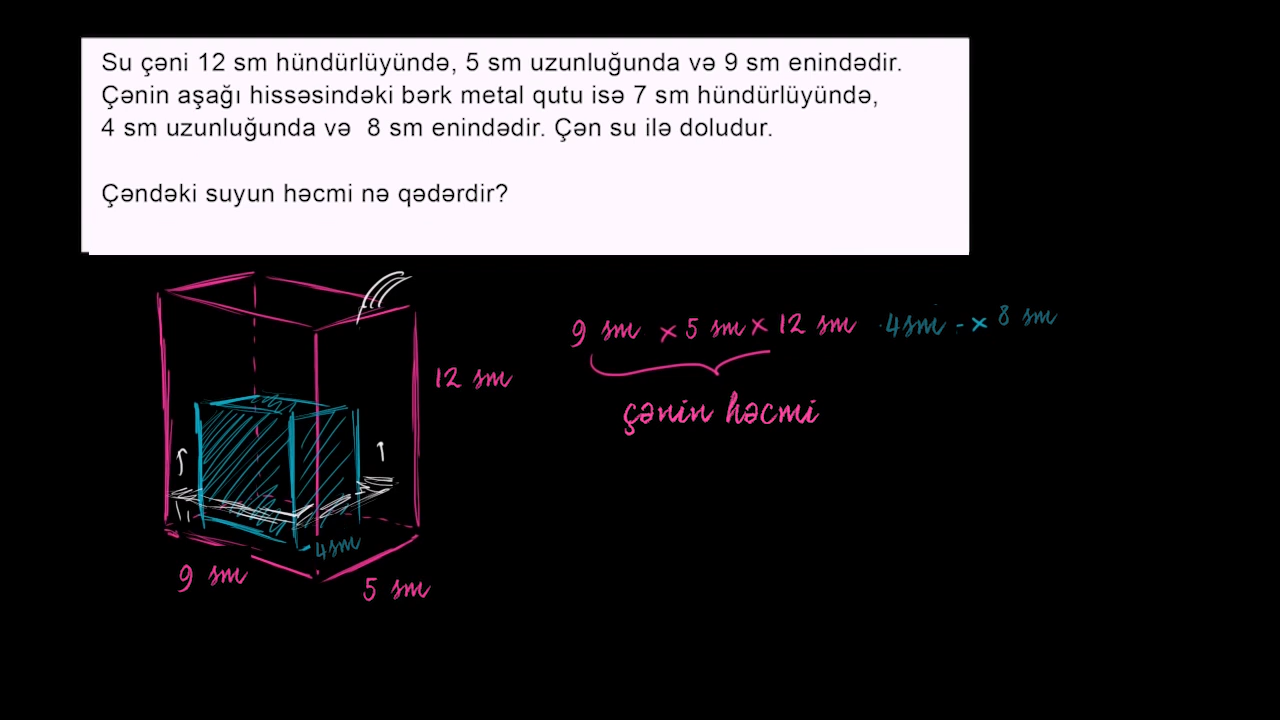 Su çəni 12 sm hündürlüyündə, 5 sm uzunluğunda və 9 sm enindədir.
Çənin aşağı hissəsindəki bərk metal qutu isə 7 sm hündürlüyündə,
4 sm uzunluğunda və 8 sm enindədir. Çən su ilə doludur.
Çəndəki suyun həcmi nə qədərdir?
9 sm × 5 sm × 12 sm 4sm - × 8 sm
12 sm
çənin həcmi
4sm
9 sm
5 sm